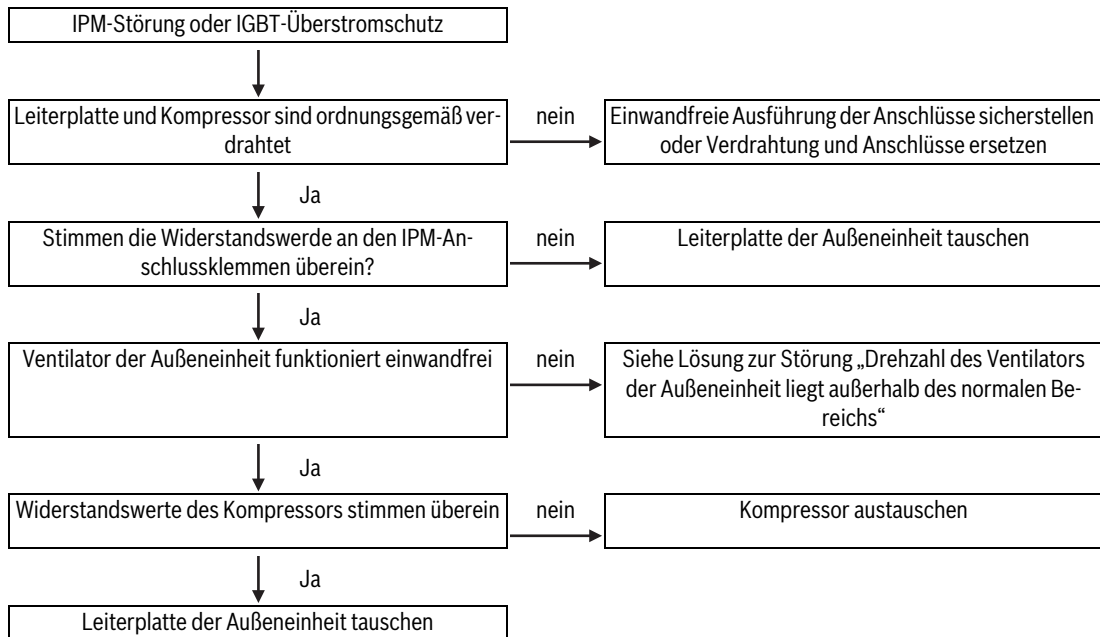 IPM-Störung oder IGBT-Überstromschutz
Leiterplatte und Kompressor sind ordnungsgemäß ver-
drahtet
nein
Einwandfreie Ausführung der Anschlüsse sicherstellen
oder Verdrahtung und Anschlüsse ersetzen
Ja
Stimmen die Widerstandswerde an den IPM-An-
schlussklemmen überein?
nein
Leiterplatte der Außeneinheit tauschen
Ja
Ventilator der Außeneinheit funktioniert einwandfrei
nein
Siehe Lösung zur Störung „Drehzahl des Ventilators
der Außeneinheit liegt außerhalb des normalen Be-
reichs“
Ja
Widerstandswerte des Kompressors stimmen überein
nein
Kompressor austauschen
Ja
Leiterplatte der Außeneinheit tauschen